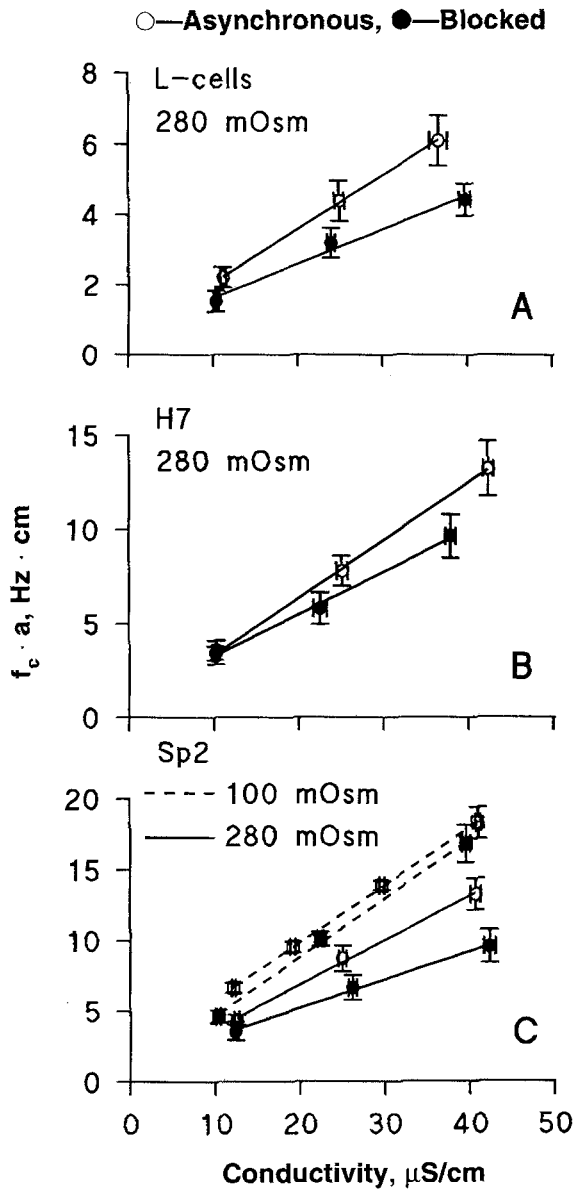 ○—Asynchronous, ●—Blocked
L-cells
280 mOsm
8
6
4
2
0
A
H7
280 mOsm
15
10
5
0
B
f_c · a, Hz · cm
Sp2
100 mOsm
280 mOsm
20
15
10
5
0
C
0 10 20 30 40 50
Conductivity, μS/cm